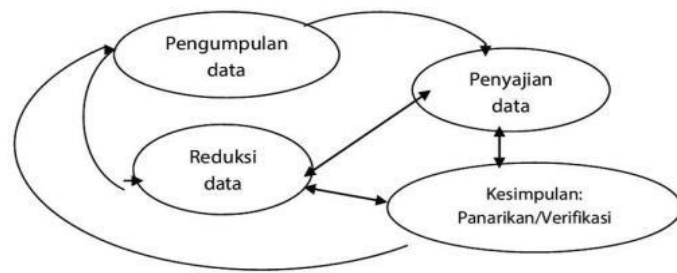 Pengumpulan
data
Penyajian
data
Reduksi
data
Kesimpulan:
Panarikan/Verifikasi